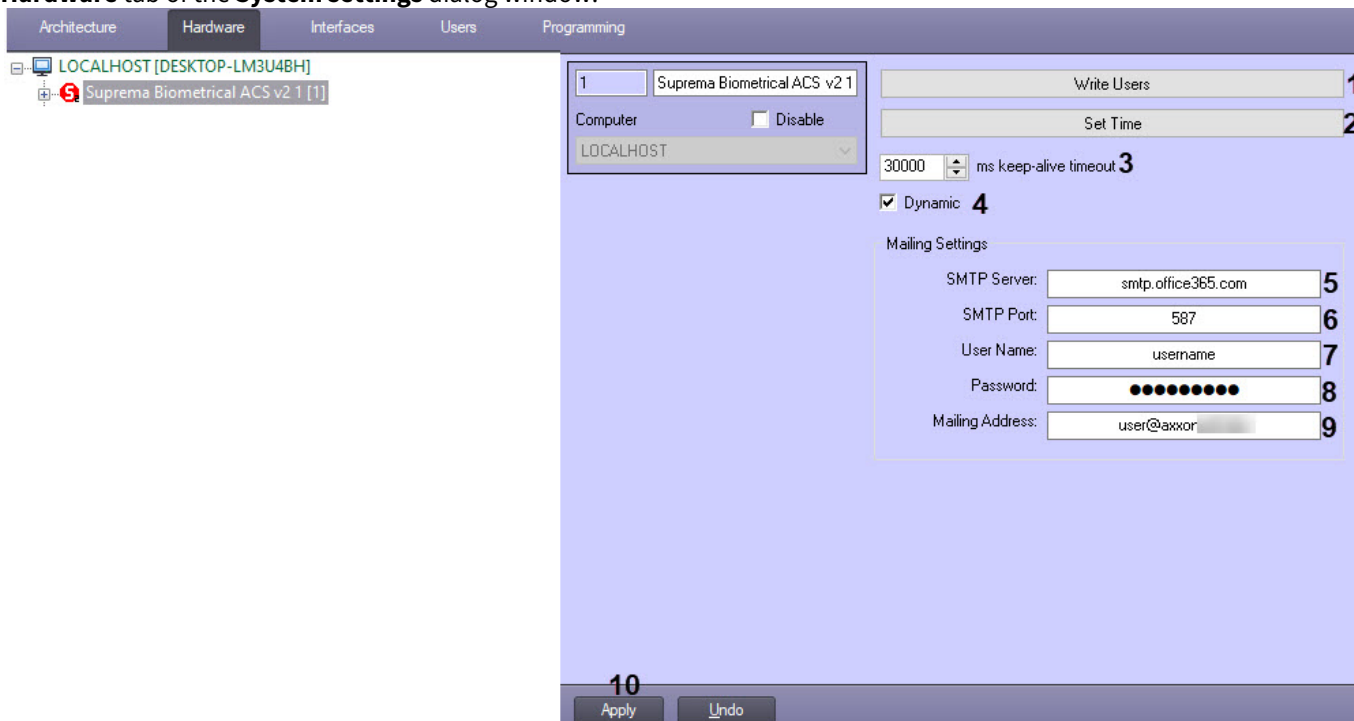 Hardware tab of the System settings dialog window.
Architecture Hardware Interfaces Users Programming
LOCALHOST [DESKTOP-LM3U4BH]
Suprema Biometrical ACS v2 1 [1]
1 Suprema Biometrical ACS v2 1
Computer Disable
LOCALHOST
Write Users 1
Set Time 2
30000 ms keep-alive timeout 3
Dynamic 4
Mailing Settings
SMTP Server: smtp.office365.com 5
SMTP Port: 587 6
User Name: username 7
Password: ●●●●●●●●● 8
Mailing Address: user@axxon 9
10
Apply Undo